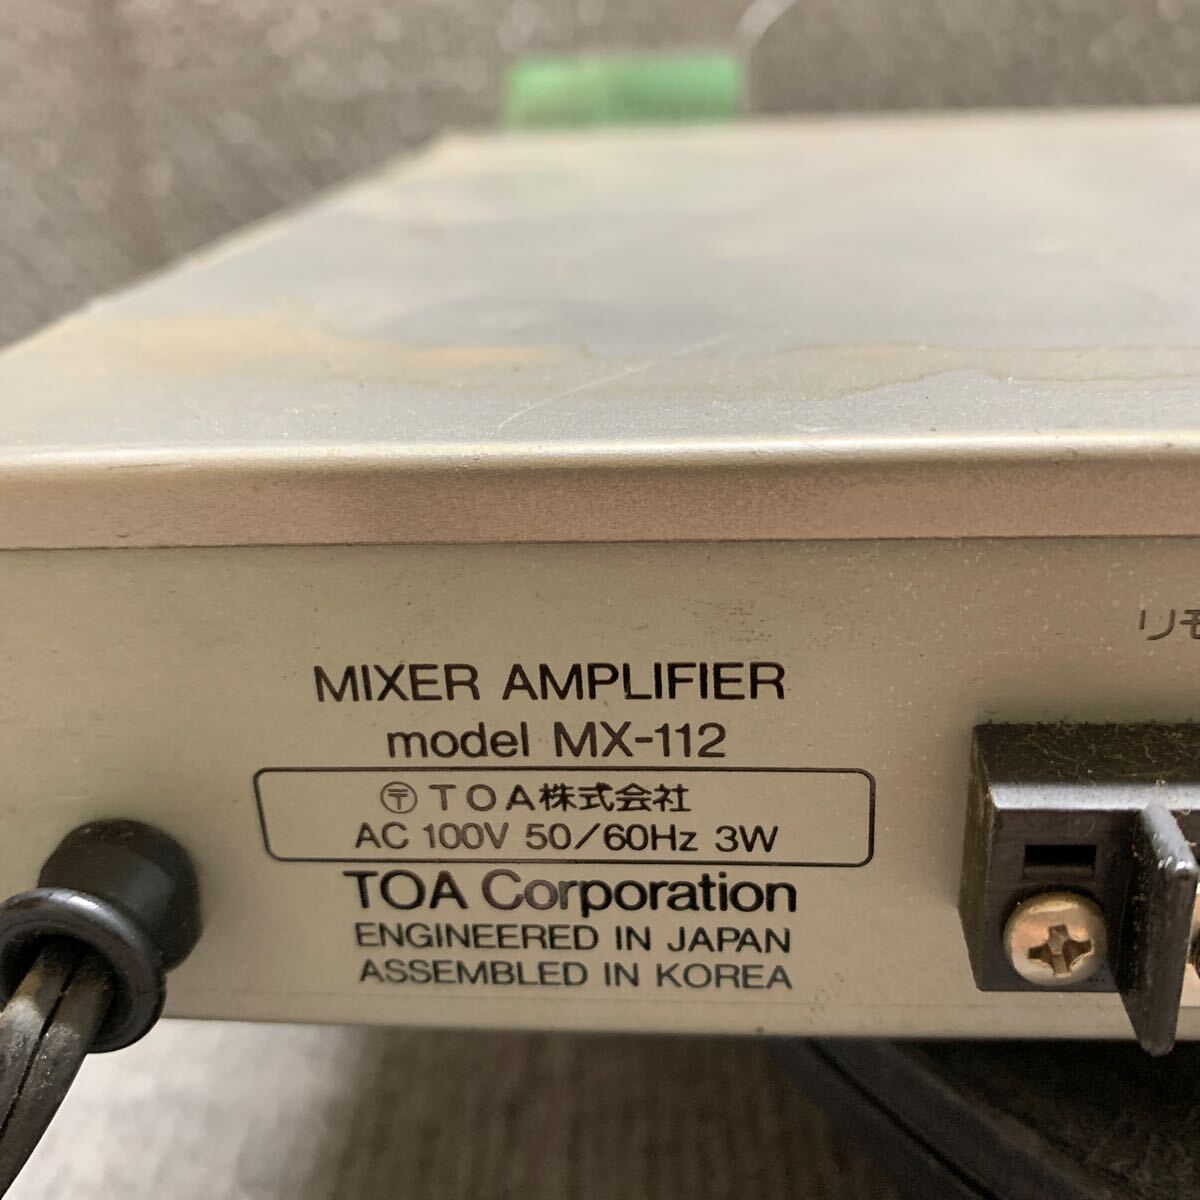 リモ
MIXER AMPLIFIER
model MX-112
〶 TOA株式会社
AC 100V 50/60Hz 3W
TOA Corporation
ENGINEERED IN JAPAN
ASSEMBLED IN KOREA